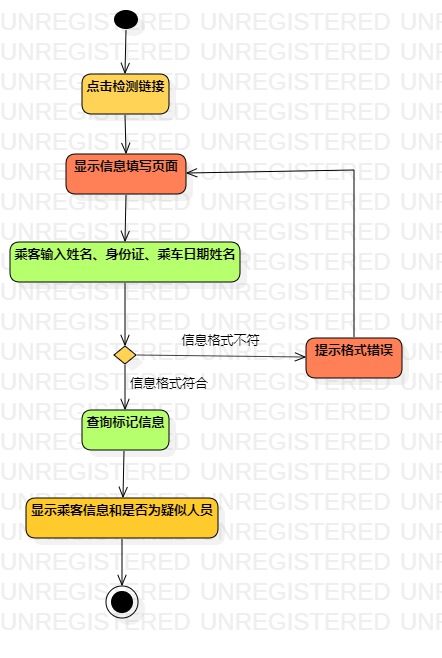 点击检测链接
显示信息填写页面
乘客输入姓名、身份证、乘车日期姓名
信息格式不符
提示格式错误
信息格式符合
查询标记信息
显示乘客信息和是否为疑似人员
UNREGISTERED